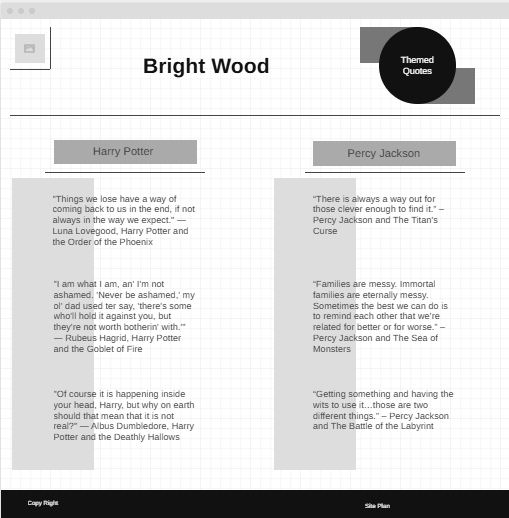 Bright Wood
Themed
Quotes
Harry Potter
"Things we lose have a way of
coming back to us in the end, if not
always in the way we expect." —
Luna Lovegood, Harry Potter and
the Order of the Phoenix
"I am what I am, an' I'm not
ashamed. 'Never be ashamed,' my
ol' dad used ter say, 'there's some
who'll hold it against you, but
they're not worth botherin' with.'"
— Rubeus Hagrid, Harry Potter
and the Goblet of Fire
"Of course it is happening inside
your head, Harry, but why on earth
should that mean that it is not
real?" — Albus Dumbledore, Harry
Potter and the Deathly Hallows
Percy Jackson
“There is always a way out for
those clever enough to find it.” –
Percy Jackson and The Titan's
Curse
“Families are messy. Immortal
families are eternally messy.
Sometimes the best we can do is
to remind each other that we're
related for better or for worse.” –
Percy Jackson and The Sea of
Monsters
“Getting something and having the
wits to use it…those are two
different things.” – Percy Jackson
and The Battle of the Labyrint
Copy Right
Site Plan